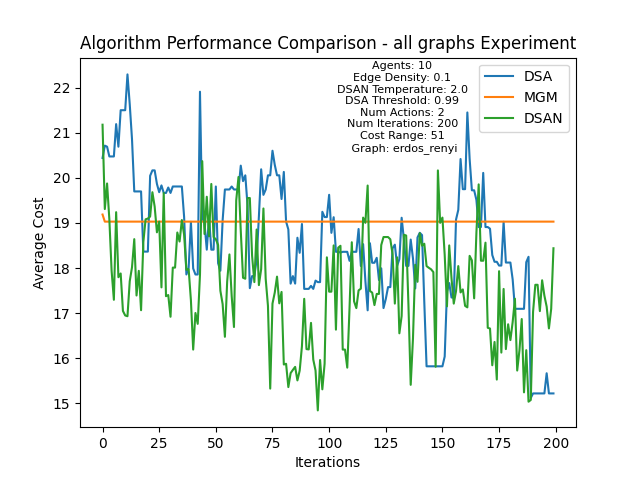 Algorithm Performance Comparison - all graphs Experiment
Agents: 10
Edge Density: 0.1
DSAN Temperature: 2.0
DSA Threshold: 0.99
Num Actions: 2
Num Iterations: 200
Cost Range: 51
Graph: erdos_renyi
DSA
MGM
DSAN
Average Cost
22
21
20
19
18
17
16
15
0 25 50 75 100 125 150 175 200
Iterations